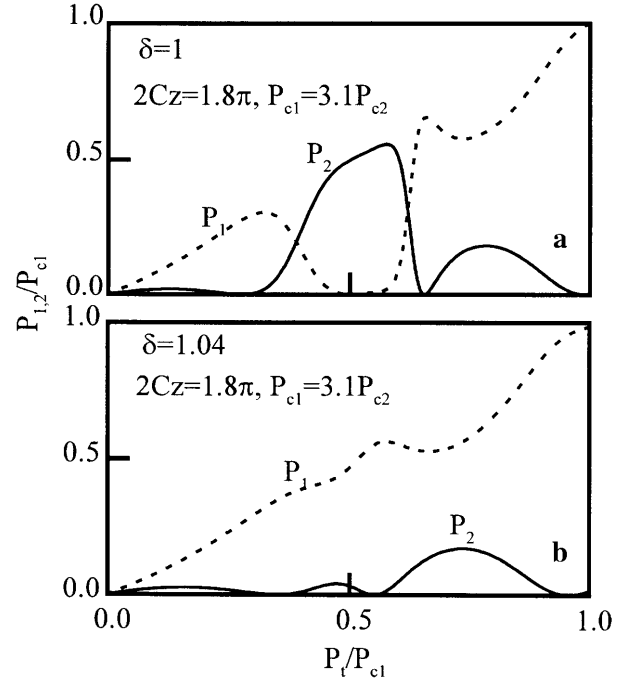 1.0
δ=1
2Cz=1.8π, P_c1=3.1P_c2
P_2
0.5
P_1
a
0.0
P_1,2/P_c1
δ=1.04
2Cz=1.8π, P_c1=3.1P_c2
0.5
P_1
P_2
b
0.0
0.0 0.5 1.0
P_t/P_c1